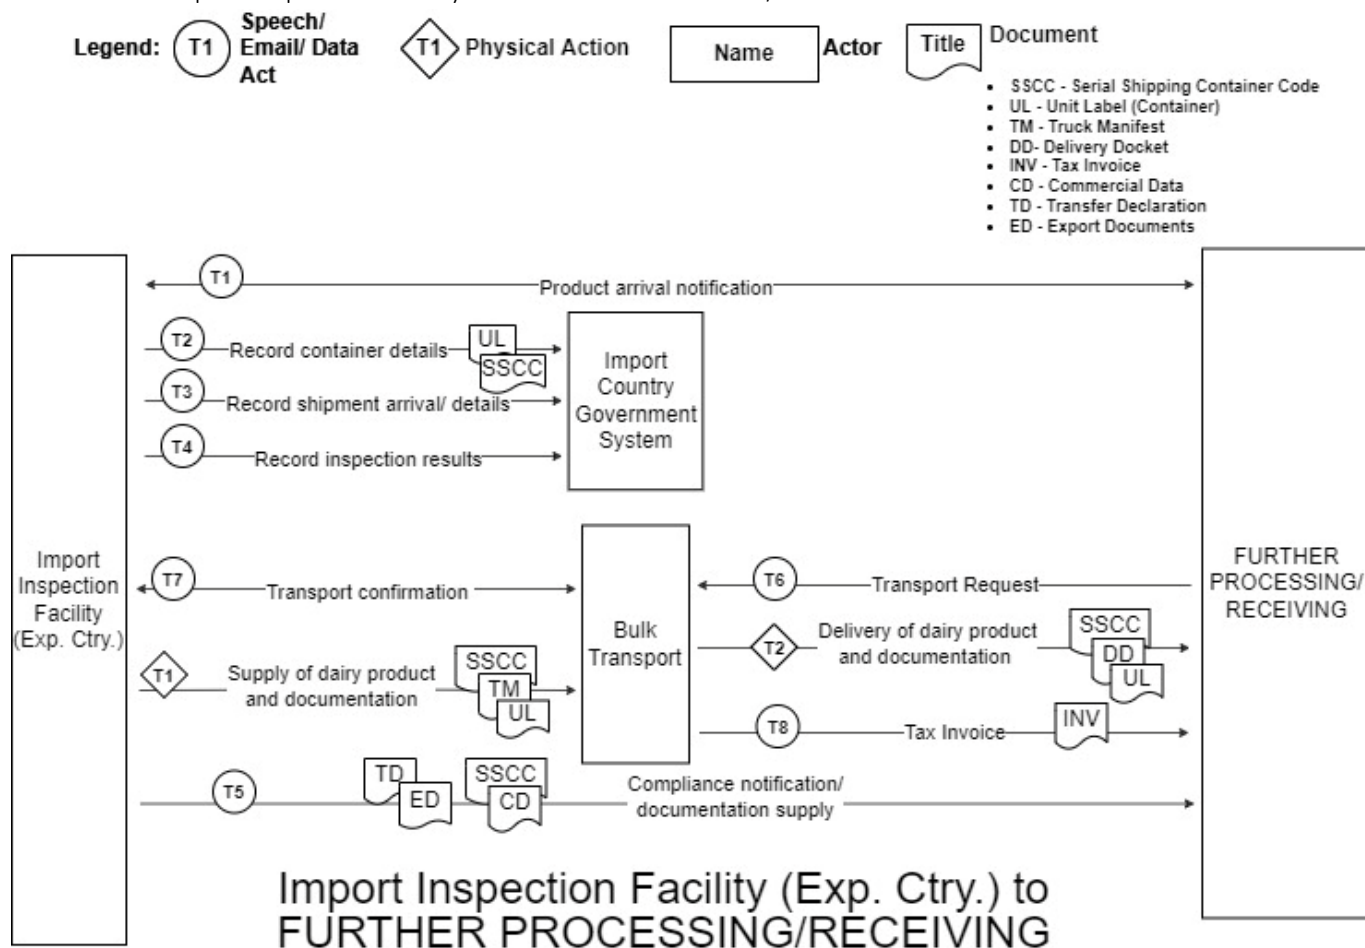 Legend:
T1
Speech/
Email/ Data
Act
T1
Physical Action
Name
Actor
Title
Document
• SSCC - Serial Shipping Container Code
• UL - Unit Label (Container)
• TM - Truck Manifest
• DD- Delivery Docket
• INV - Tax Invoice
• CD - Commercial Data
• TD - Transfer Declaration
• ED - Export Documents
T1
Product arrival notification
T2
Record container details
UL
SSCC
T3
Record shipment arrival/ details
T4
Record inspection results
Import
Country
Government
System
Import
Inspection
Facility
(Exp. Ctry.)
T7
Transport confirmation
T1
Supply of dairy product
and documentation
SSCC
TM
UL
Bulk
Transport
T6
Transport Request
T2
Delivery of dairy product
and documentation
SSCC
DD
UL
T8
Tax Invoice
INV
FURTHER
PROCESSING/
RECEIVING
T5
TD
ED
SSCC
CD
Compliance notification/
documentation supply
Import Inspection Facility (Exp. Ctry.) to
FURTHER PROCESSING/RECEIVING